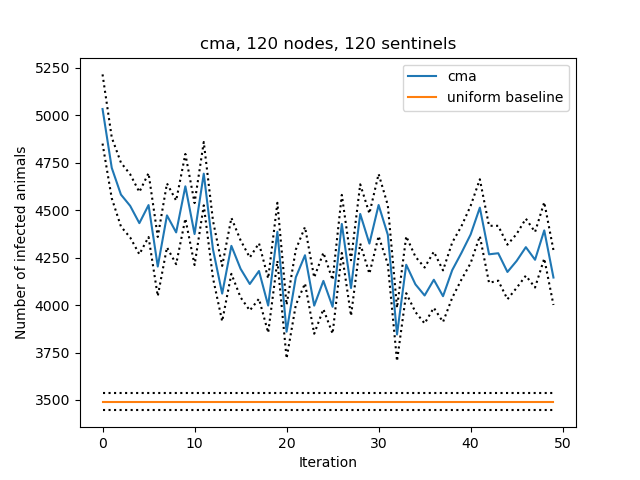 cma, 120 nodes, 120 sentinels
cma
uniform baseline
5250
5000
4750
4500
4250
4000
3750
3500
Number of infected animals
0 10 20 30 40 50
Iteration